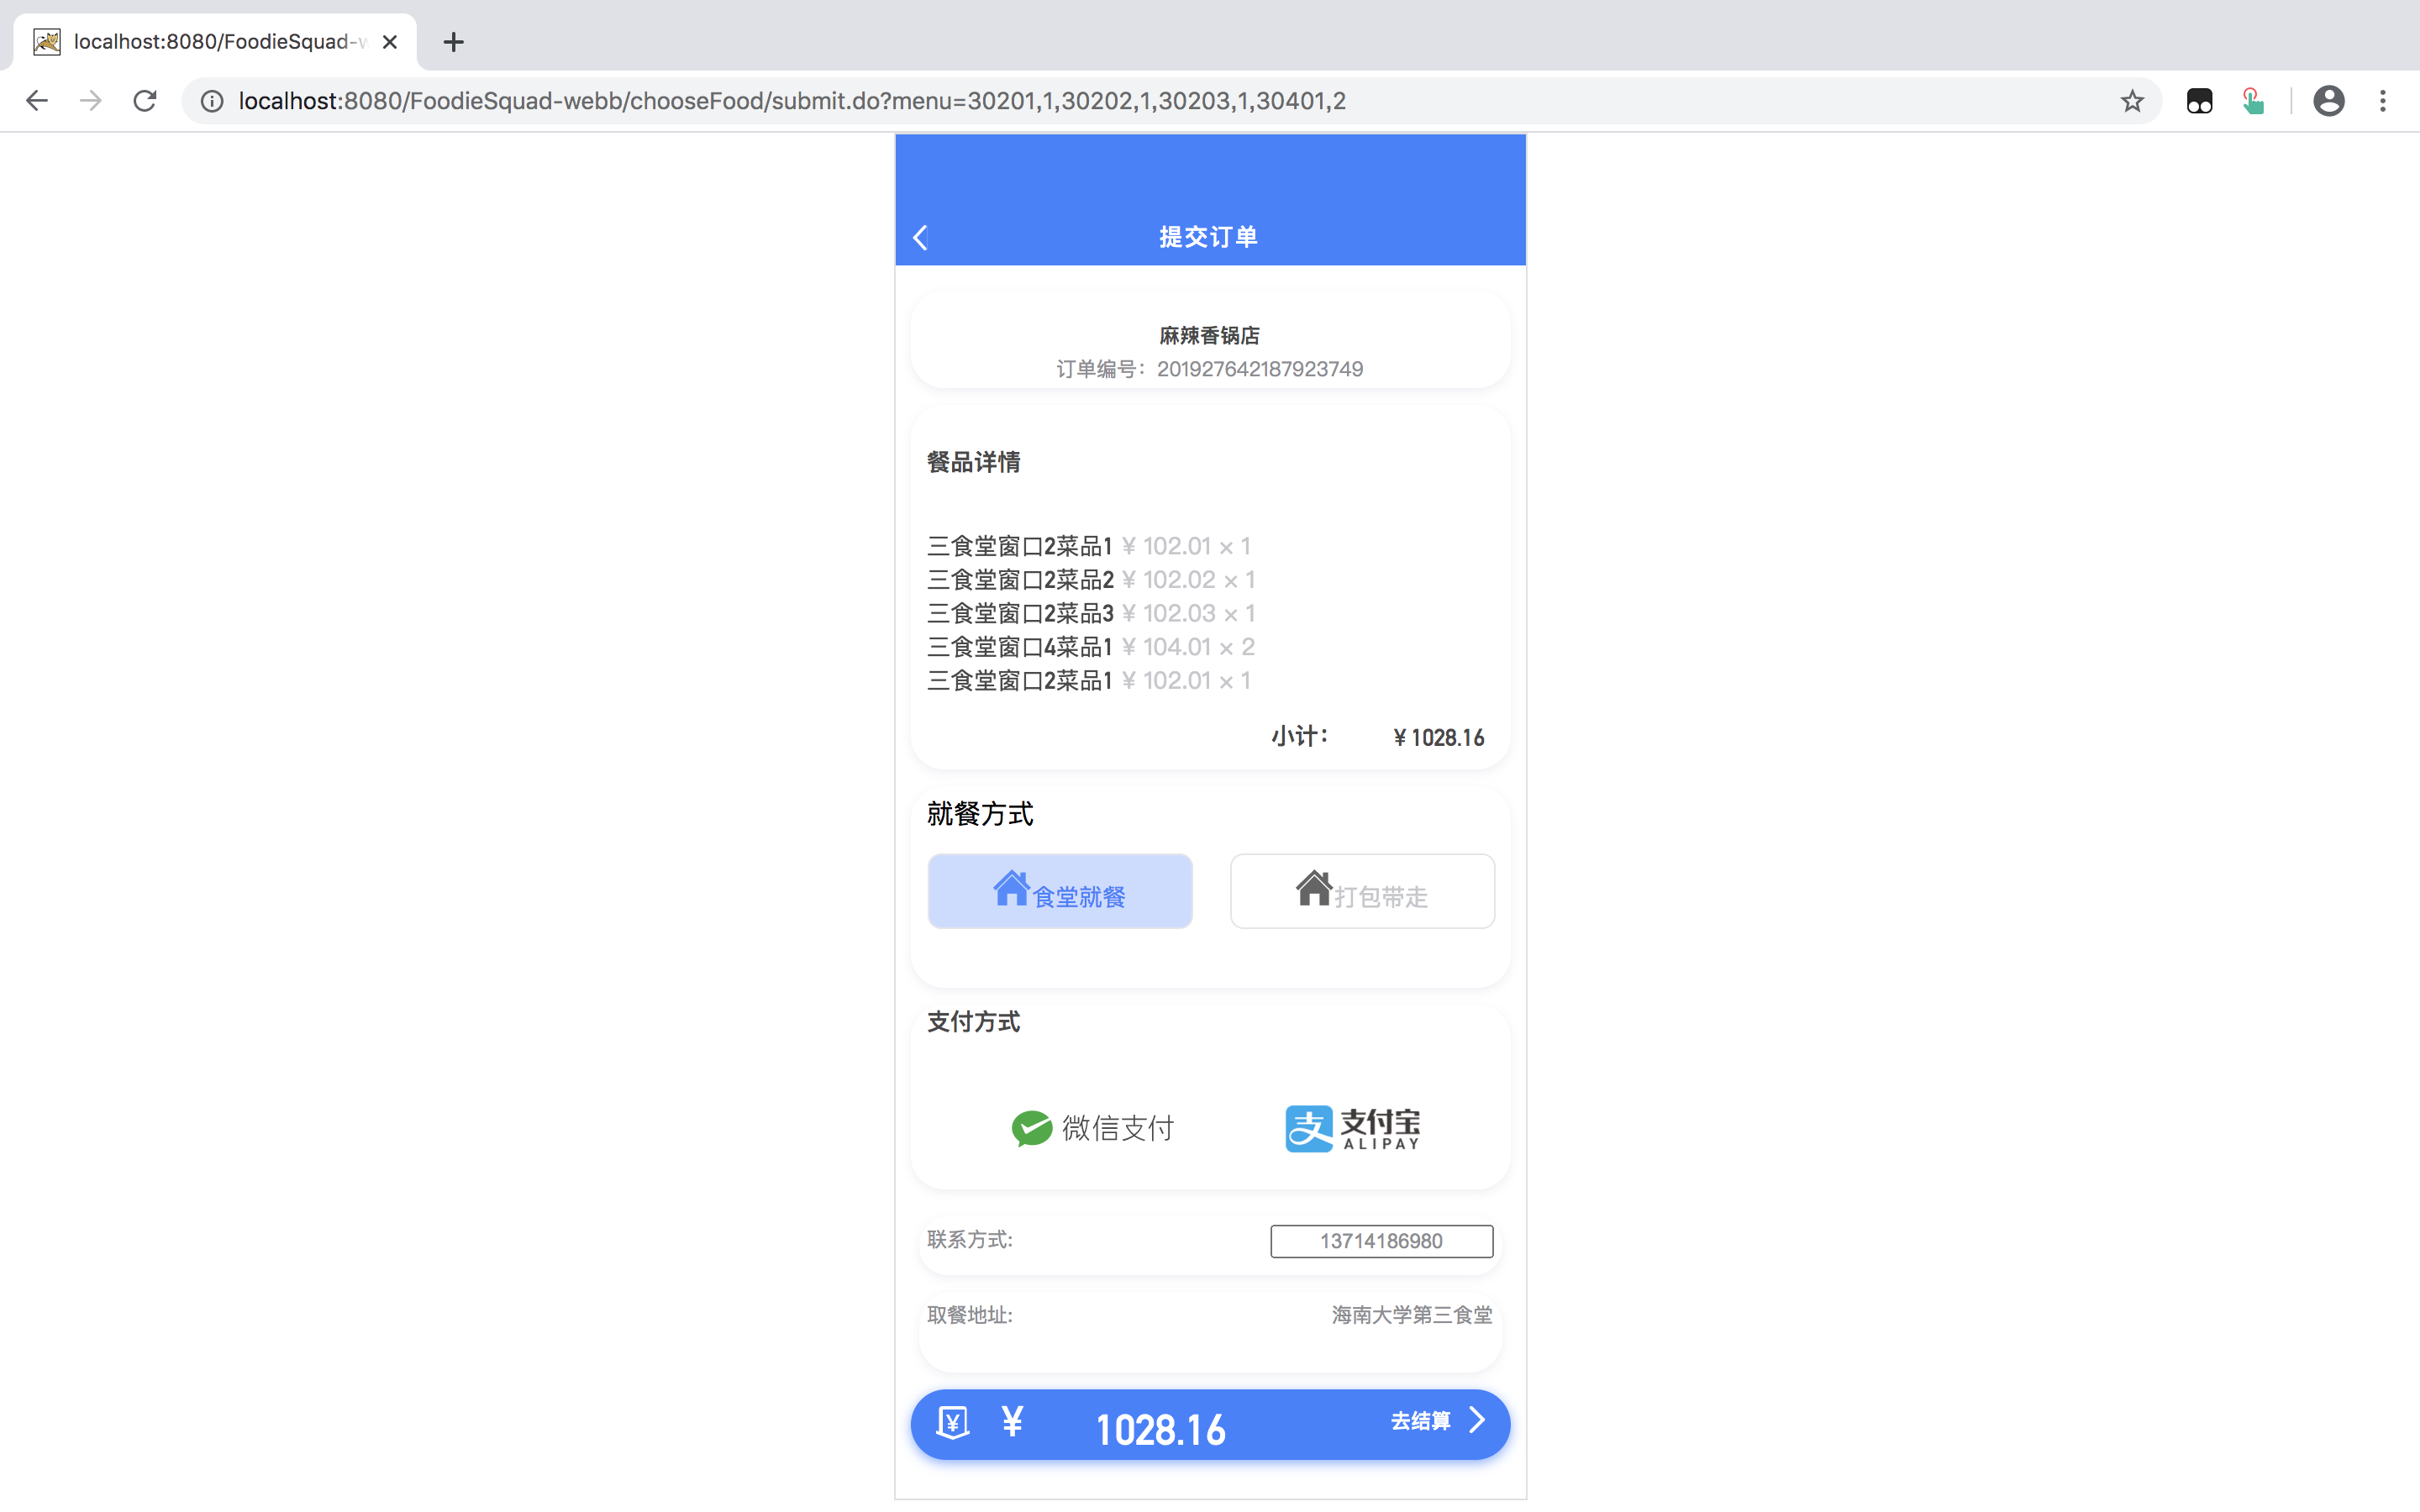 localhost:8080/FoodieSquad-w
localhost:8080/FoodieSquad-webb/chooseFood/submit.do?menu=30201,1,30202,1,30203,1,30401,2
提交订单
麻辣香锅店
订单编号：201927642187923749
餐品详情
三食堂窗口2菜品1 ¥ 102.01 × 1
三食堂窗口2菜品2 ¥ 102.02 × 1
三食堂窗口2菜品3 ¥ 102.03 × 1
三食堂窗口4菜品1 ¥ 104.01 × 2
三食堂窗口2菜品1 ¥ 102.01 × 1
小计： ¥ 1028.16
就餐方式
食堂就餐 打包带走
支付方式
微信支付 支付宝
ALIPAY
联系方式: 13714186980
取餐地址: 海南大学第三食堂
¥ ¥ 1028.16 去结算